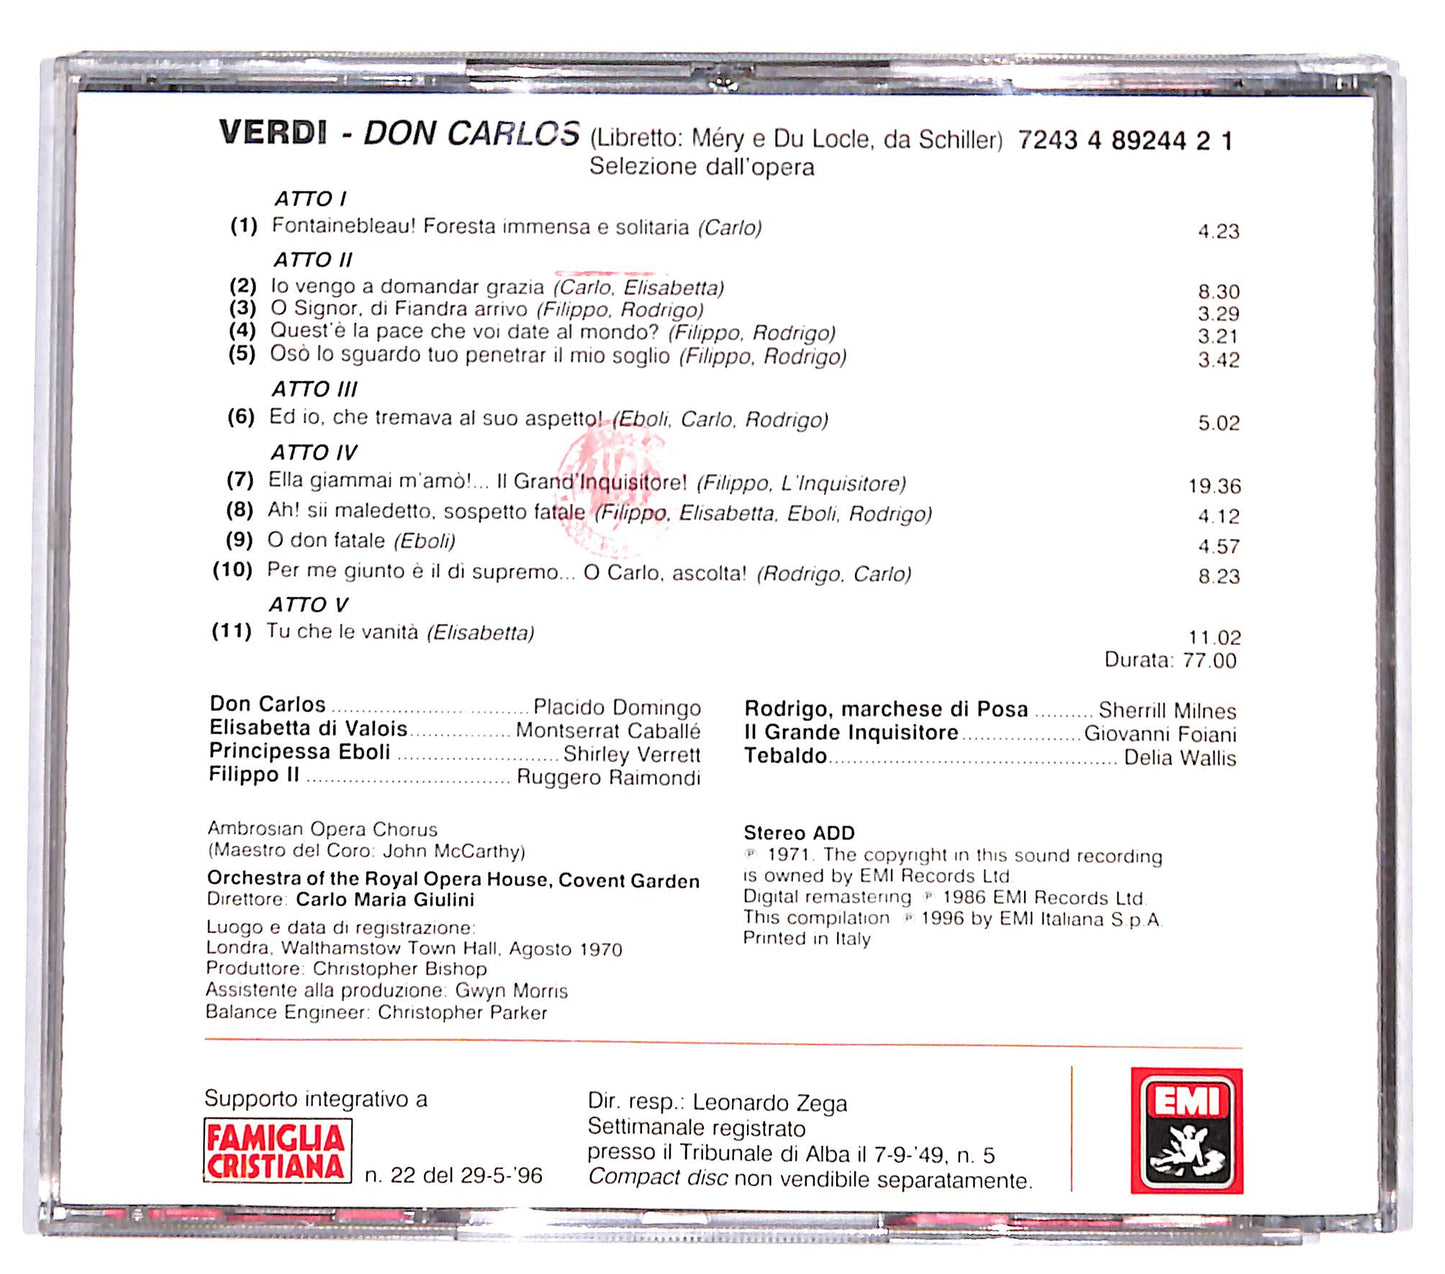 VERDI - DON CARLOS (Libretto: Méry e Du Locle, da Schiller) 7243 4 89244 2 1
Selezione dall'opera
ATTO I
(1) Fontainebleau! Foresta immensa e solitaria (Carlo) 4.23
ATTO II
(2) Io vengo a domandar grazia (Carlo, Elisabetta) 8.30
(3) O Signor, di Fiandra arrivo (Filippo, Rodrigo) 3.29
(4) Quest'è la pace che voi date al mondo? (Filippo, Rodrigo) 3.21
(5) Osò lo sguardo tuo penetrar il mio soglio (Filippo, Rodrigo) 3.42
ATTO III
(6) Ed io, che tremava al suo aspetto! (Eboli, Carlo, Rodrigo) 5.02
ATTO IV
(7) Ella giammai m'amò!... Il Grand'Inquisitore! (Filippo, L'Inquisitore) 19.36
(8) Ah! sii maledetto, sospetto fatale (Filippo, Elisabetta, Eboli, Rodrigo) 4.12
(9) O don fatale (Eboli) 4.57
(10) Per me giunto è il di supremo... O Carlo, ascolta! (Rodrigo, Carlo) 8.23
ATTO V
(11) Tu che le vanità (Elisabetta) 11.02
Durata: 77.00
Don Carlos .............................. Placido Domingo
Elisabetta di Valois............... Montserrat Caballé
Principessa Eboli ........................ Shirley Verrett
Filippo II .............................. Ruggero Raimondi
Rodrigo, marchese di Posa .......... Sherrill Milnes
Il Grande Inquisitore.................. Giovanni Foiani
Tebaldo........................................... Delia Wallis
Ambrosian Opera Chorus
(Maestro del Coro: John McCarthy)
Orchestra of the Royal Opera House, Covent Garden
Direttore: Carlo Maria Giulini
Luogo e data di registrazione:
Londra, Walthamstow Town Hall, Agosto 1970
Produttore: Christopher Bishop
Assistente alla produzione: Gwyn Morris
Balance Engineer: Christopher Parker
Stereo ADD
℗ 1971. The copyright in this sound recording
is owned by EMI Records Ltd.
Digital remastering ℗ 1986 EMI Records Ltd.
This compilation ℗ 1996 by EMI Italiana S.p.A.
Printed in Italy
Supporto integrativo a
FAMIGLIA
CRISTIANA n. 22 del 29-5-'96
Dir. resp.: Leonardo Zega
Settimanale registrato
presso il Tribunale di Alba il 7-9-'49, n. 5
Compact disc non vendibile separatamente.
EMI